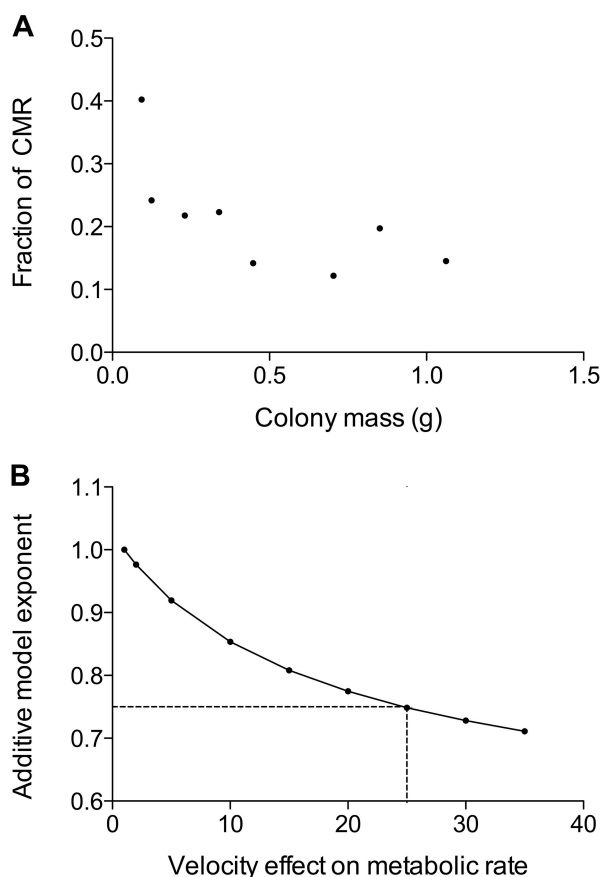 A
Fraction of CMR
0.5
0.4
0.3
0.2
0.1
0.0
0.0 0.5 1.0 1.5
Colony mass (g)
B
Additive model exponent
1.1
1.0
0.9
0.8
0.7
0.6
0 10 20 30 40
Velocity effect on metabolic rate